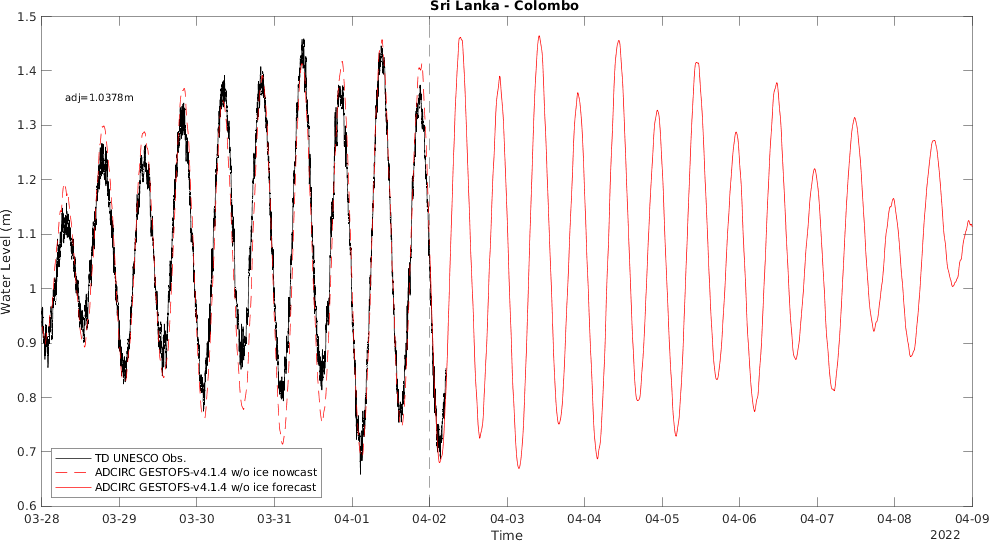 Sri Lanka - Colombo
1.5
1.4
adj=1.0378m
1.3
1.2
1.1
Water Level (m)
1
0.9
0.8
0.7
TD UNESCO Obs.
ADCIRC GESTOFS-v4.1.4 w/o ice nowcast
ADCIRC GESTOFS-v4.1.4 w/o ice forecast
0.6
03-28 03-29 03-30 03-31 04-01 04-02 04-03 04-04 04-05 04-06 04-07 04-08 04-09
Time
2022